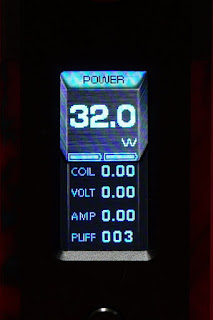 POWER
32.0
W
COIL 0.00
VOLT 0.00
AMP 0.00
PUFF 003